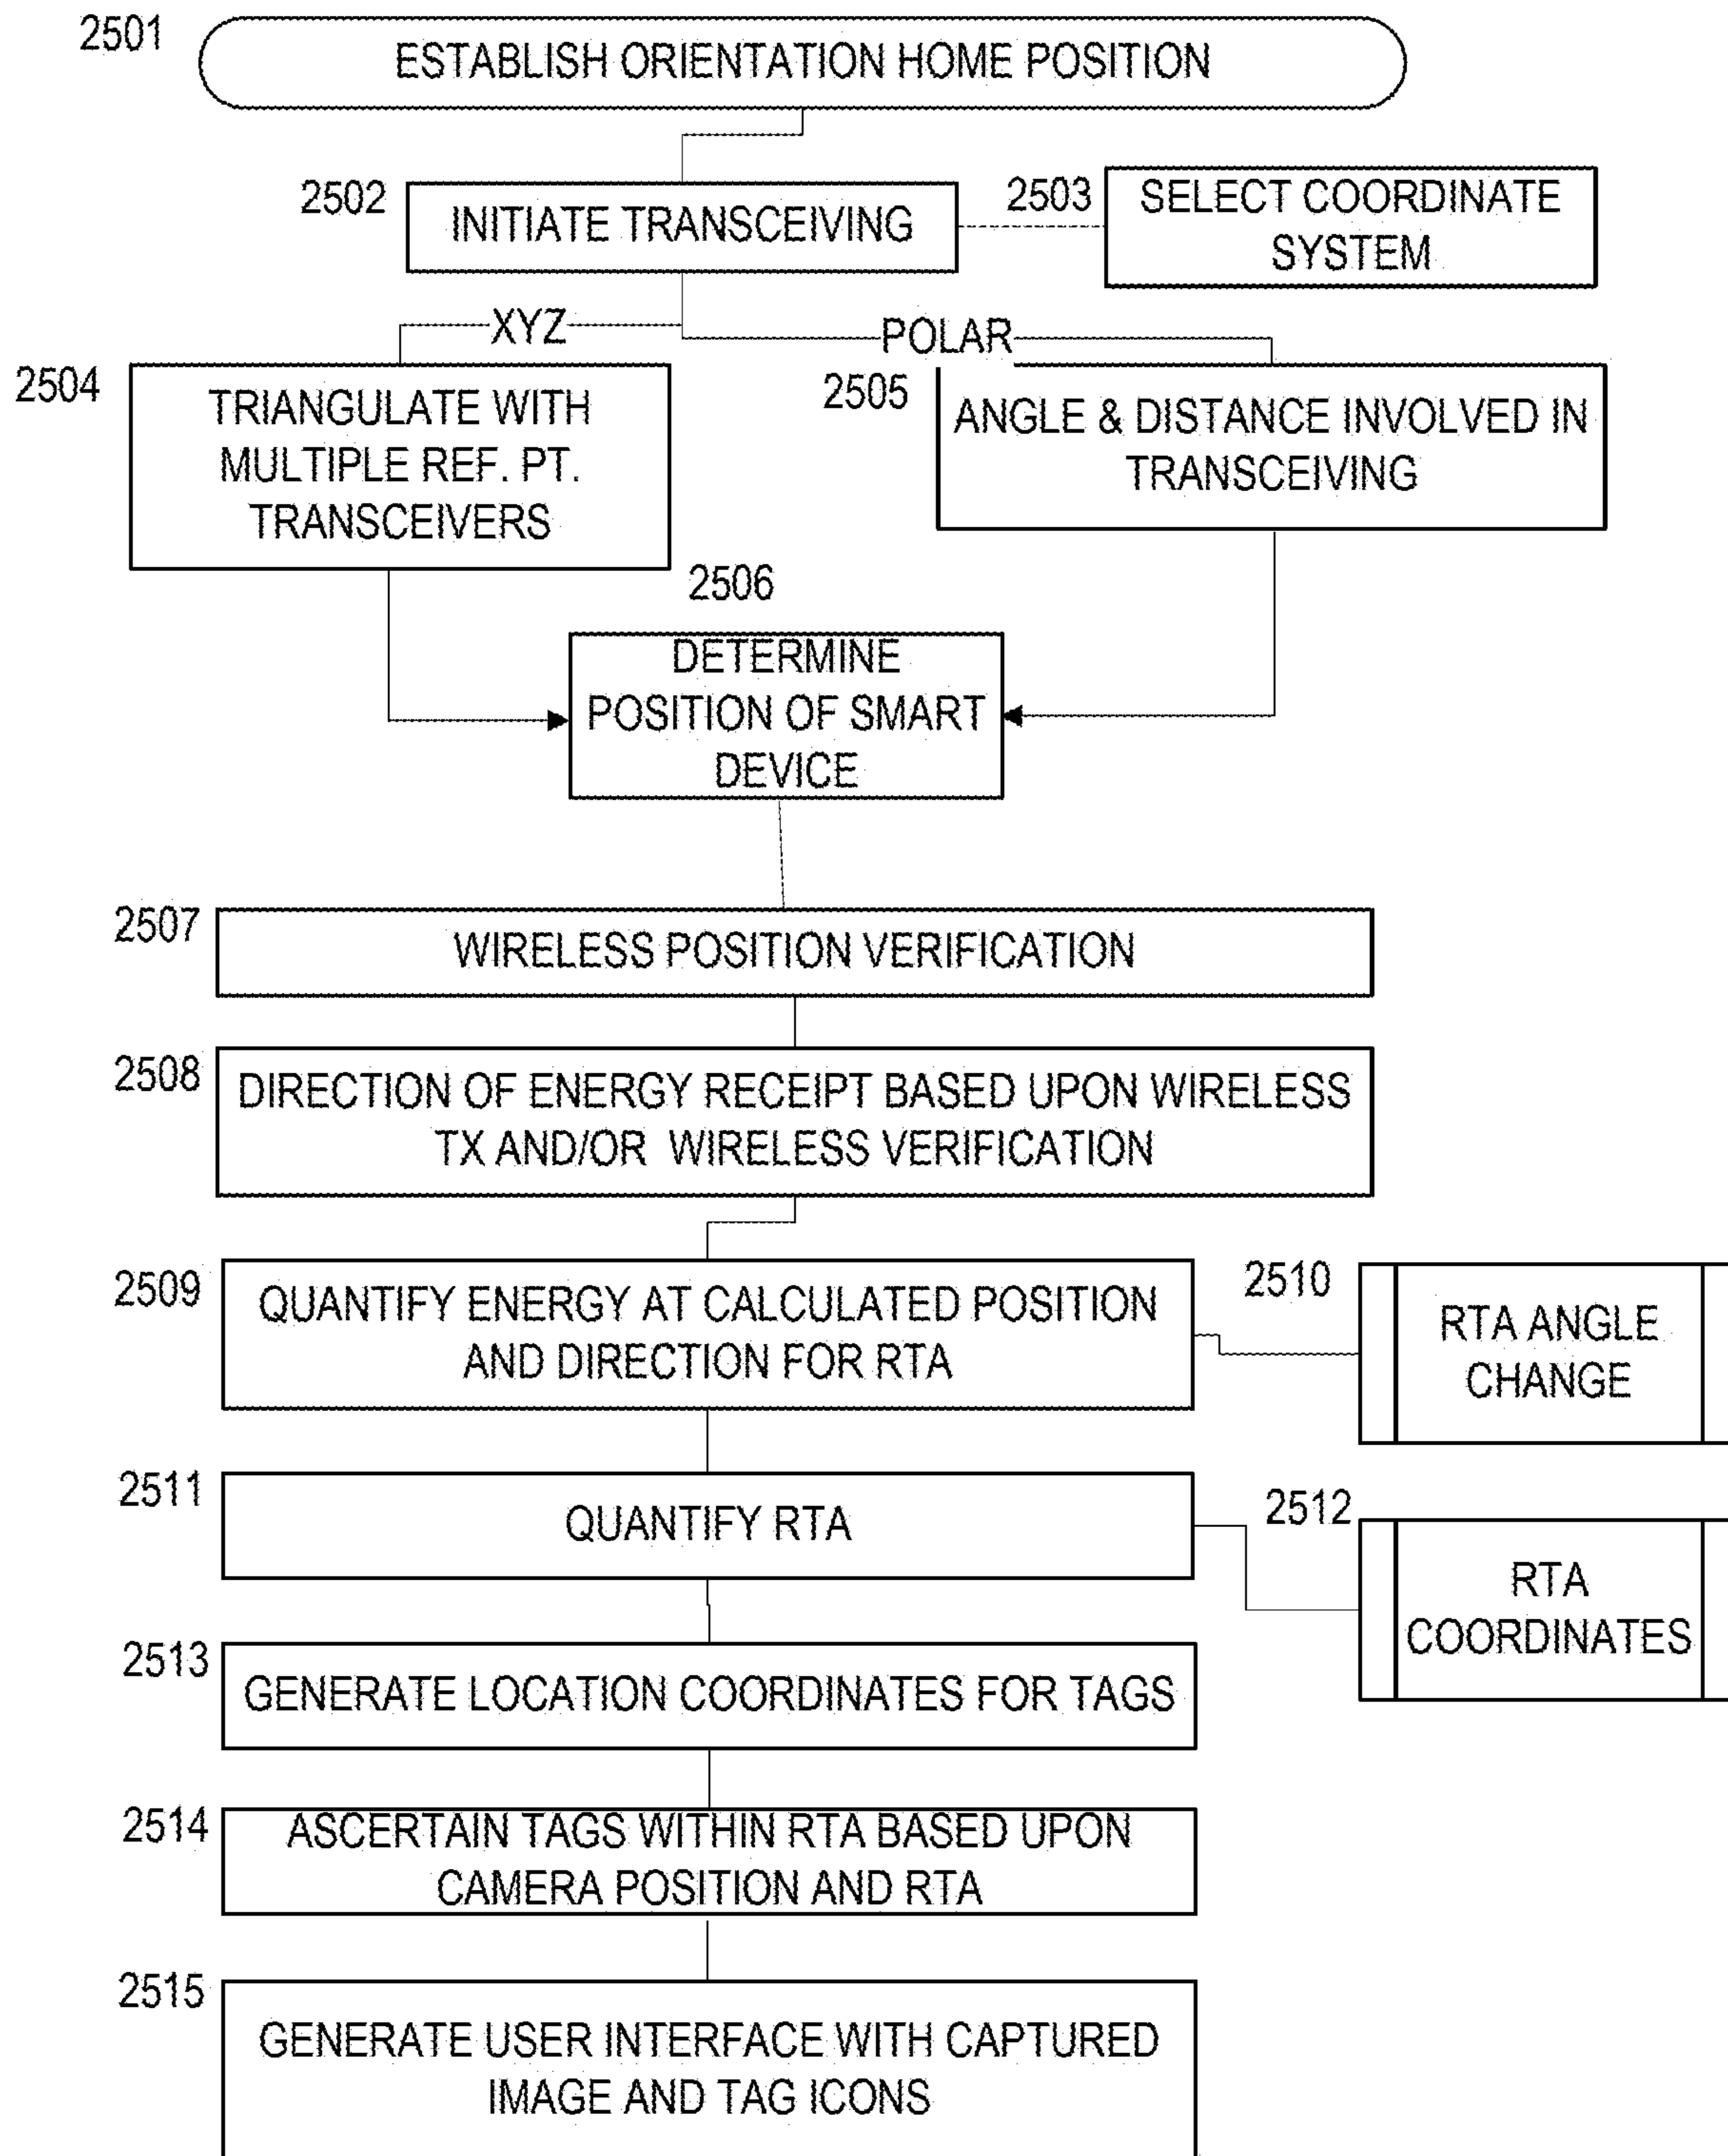 2501
ESTABLISH ORIENTATION HOME POSITION
2502
INITIATE TRANSCEIVING
2503
SELECT COORDINATE
SYSTEM
XYZ
POLAR
2504
TRIANGULATE WITH
MULTIPLE REF. PT.
TRANSCEIVERS
2505
ANGLE & DISTANCE INVOLVED IN
TRANSCEIVING
2506
DETERMINE
POSITION OF SMART
DEVICE
2507
WIRELESS POSITION VERIFICATION
2508
DIRECTION OF ENERGY RECEIPT BASED UPON WIRELESS
TX AND/OR WIRELESS VERIFICATION
2509
QUANTIFY ENERGY AT CALCULATED POSITION
AND DIRECTION FOR RTA
2510
RTA ANGLE
CHANGE
2511
QUANTIFY RTA
2512
RTA
COORDINATES
2513
GENERATE LOCATION COORDINATES FOR TAGS
2514
ASCERTAIN TAGS WITHIN RTA BASED UPON
CAMERA POSITION AND RTA
2515
GENERATE USER INTERFACE WITH CAPTURED
IMAGE AND TAG ICONS